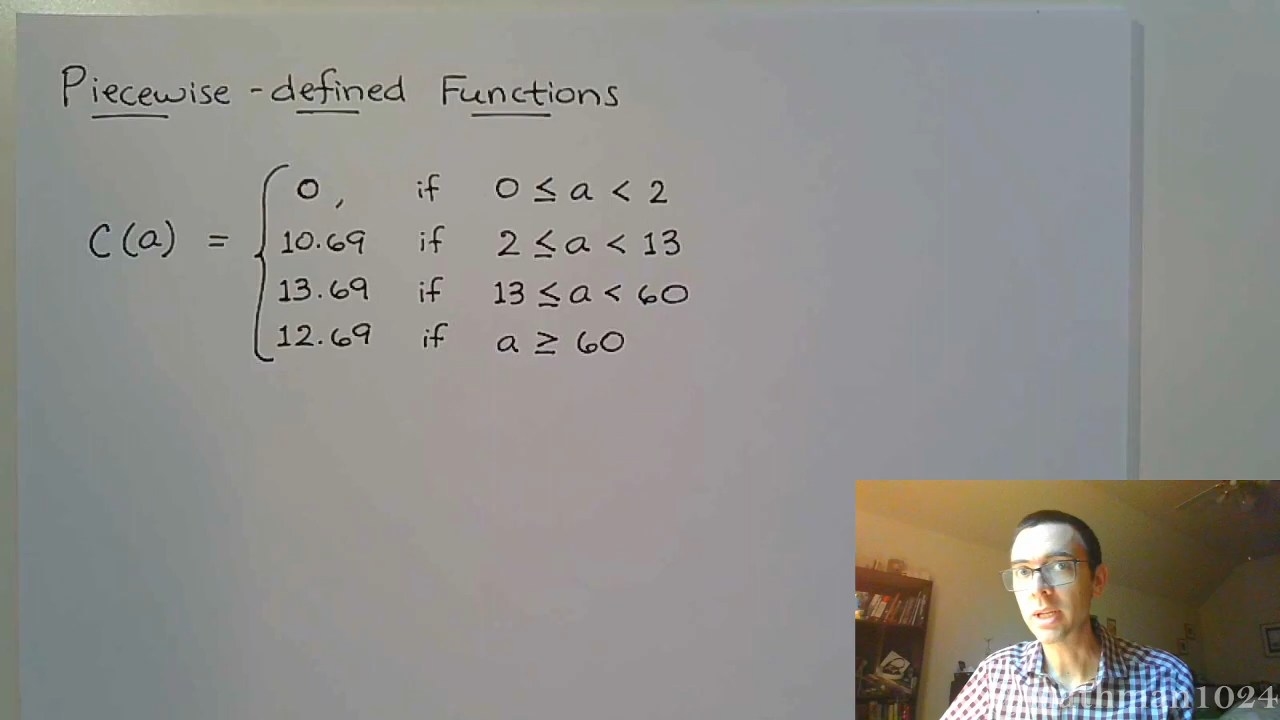 Piecewise-defined Functions
0, if 0 ≤ a < 2
C(a) = { 10.69 if 2 ≤ a < 13
13.69 if 13 ≤ a < 60
12.69 if a ≥ 60
mathman1024